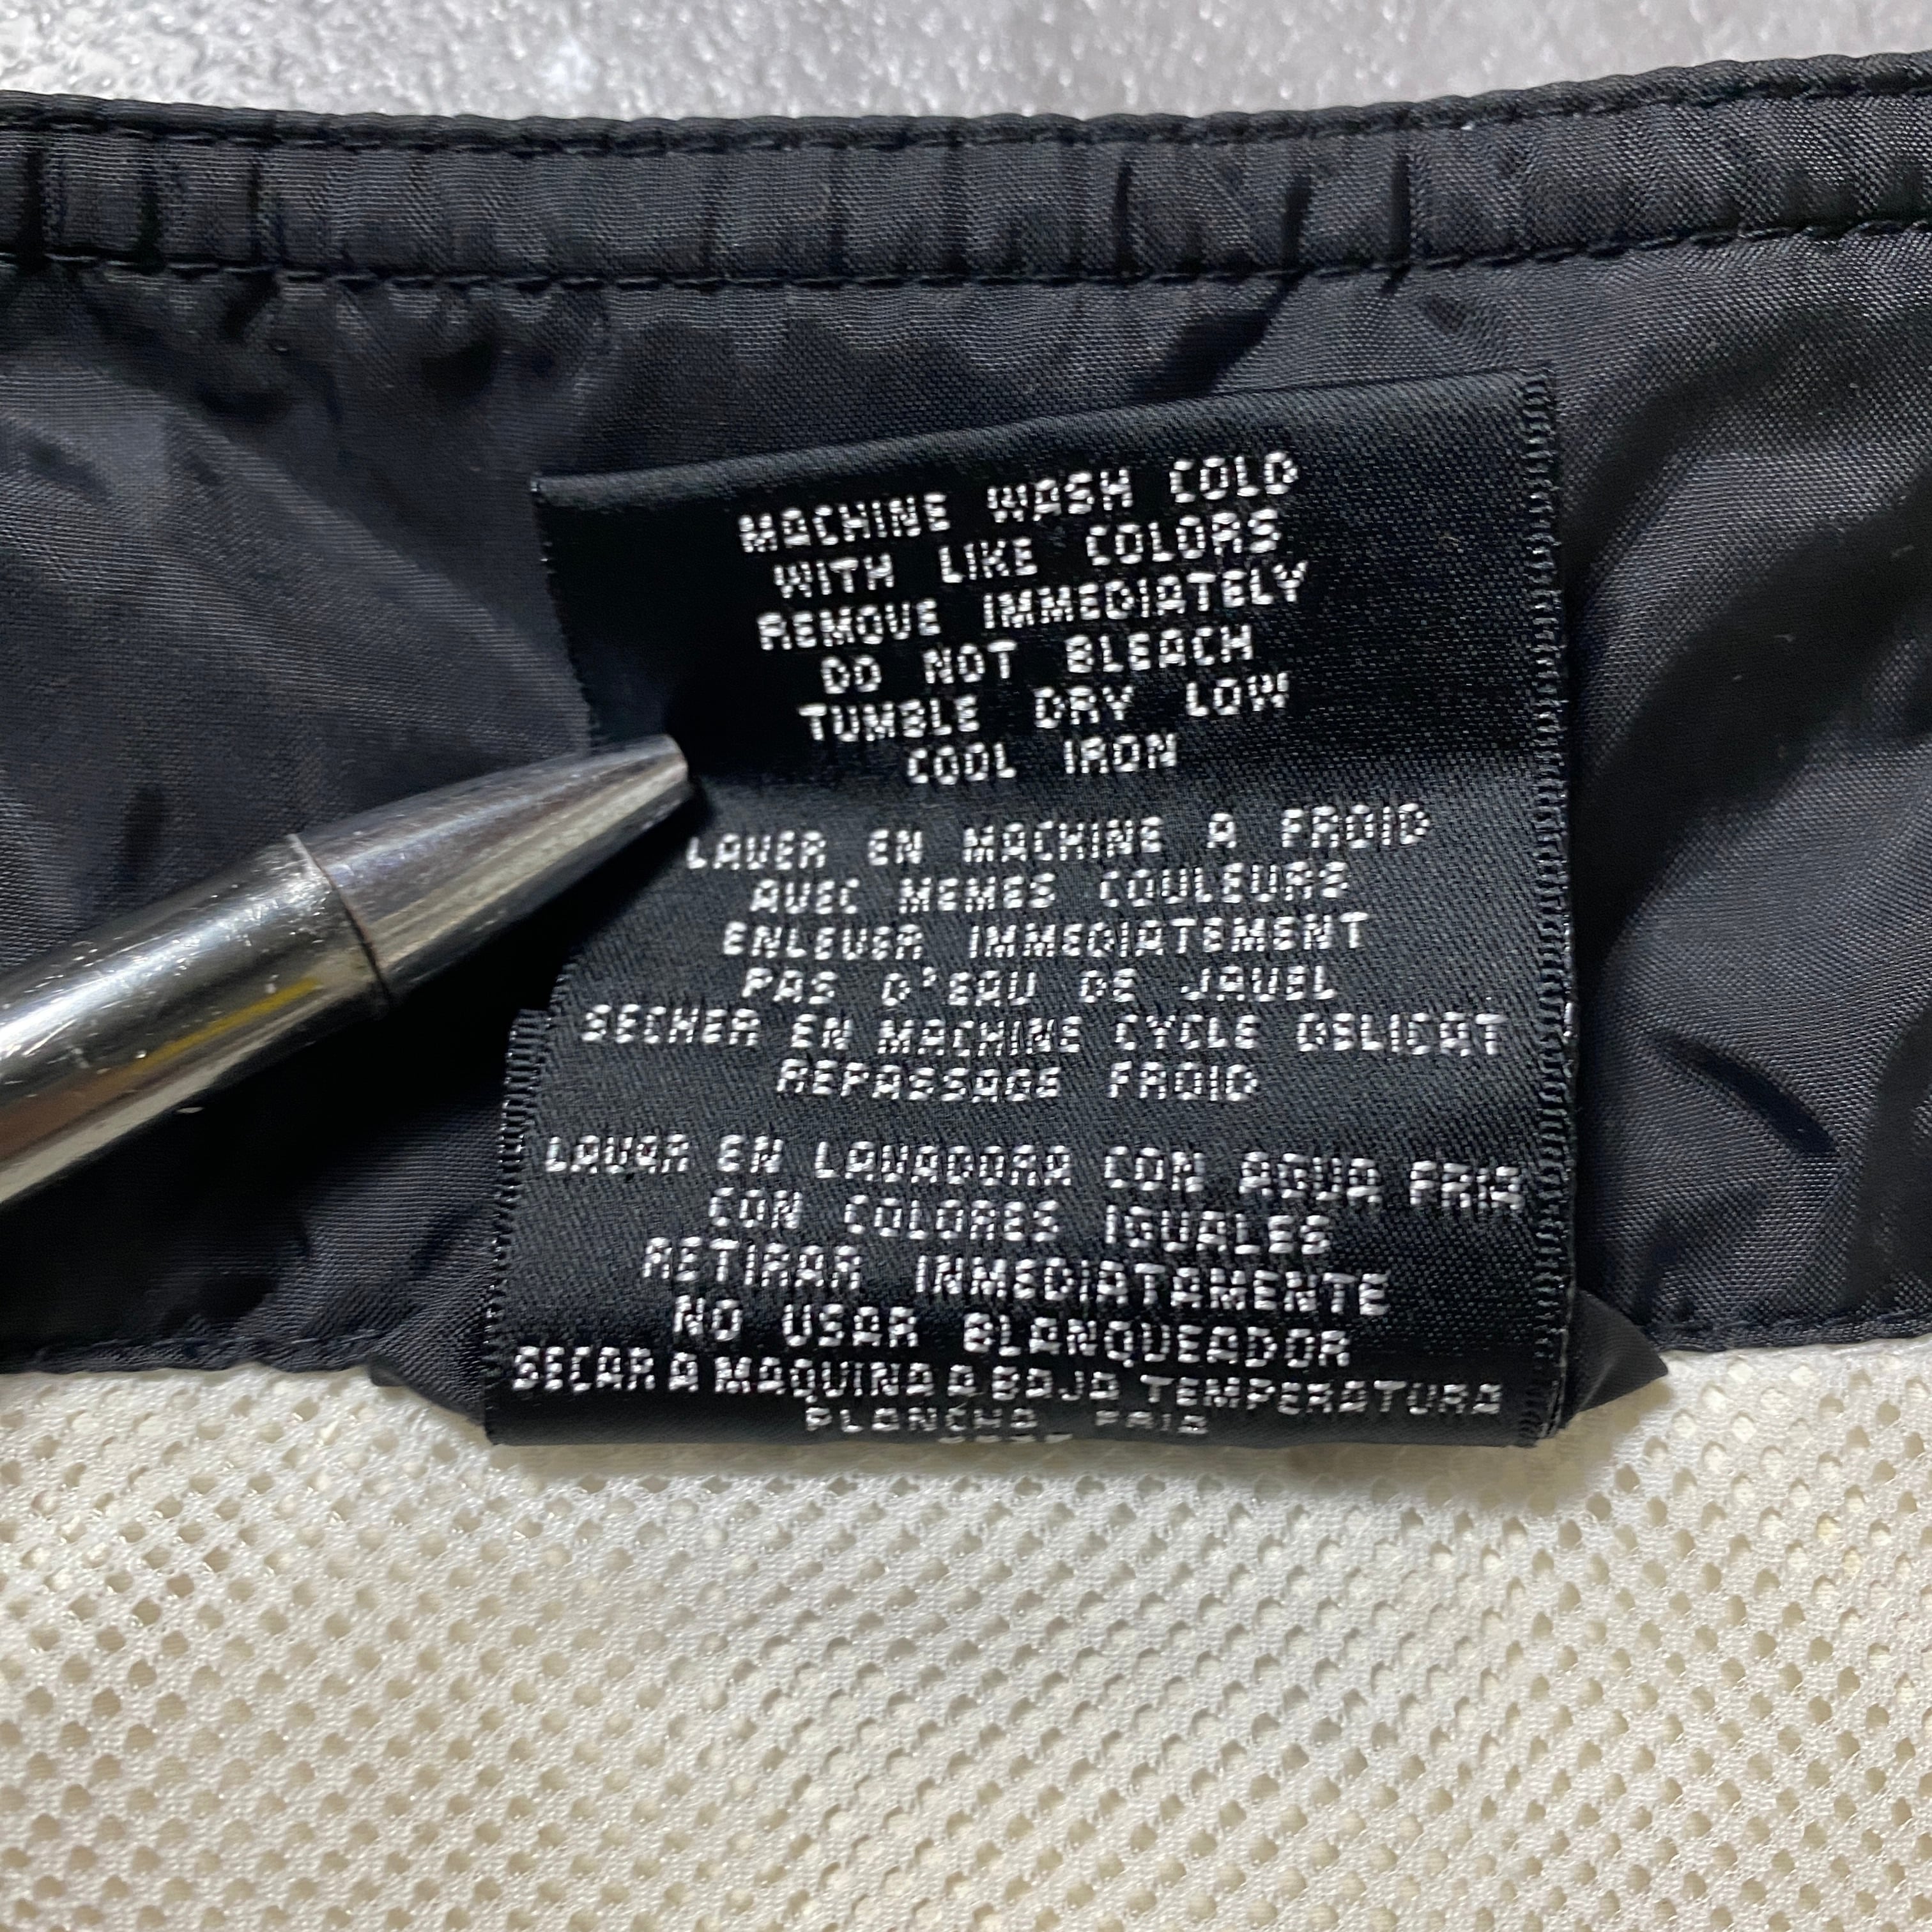 MACHINE WASH COLD
WITH LIKE COLORS
REMOVE IMMEDIATELY
DO NOT BLEACH
TUMBLE DRY LOW
COOL IRON
LAVER EN MACHINE A FROID
AVEC MEMES COULEURS
ENLEVER IMMEDIATEMENT
PAS D'EAU DE JAVEL
SECHER EN MACHINE CYCLE DELICAT
REPASSAGE FROID
LAVAR EN LAVADORA CON AGUA FRIA
CON COLORES IGUALES
RETIRAR INMEDIATAMENTE
NO USAR BLANQUEADOR
SECAR A MAQUINA A BAJA TEMPERATURA
PLANCHA FRIA